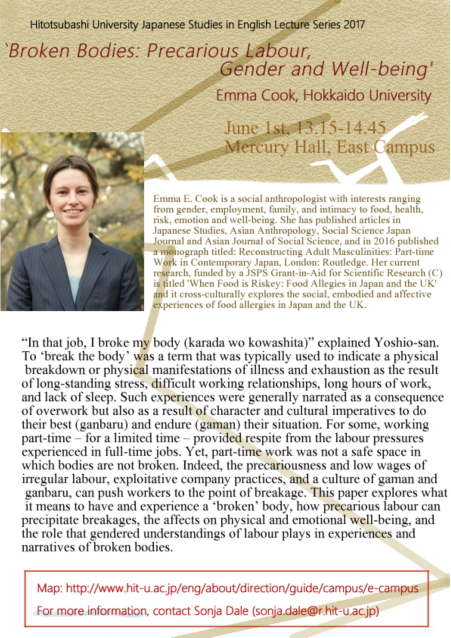 Hitotsubashi University Japanese Studies in English Lecture Series 2017
‘Broken Bodies: Precarious Labour,
Gender and Well-being'
Emma Cook, Hokkaido University
June 1st, 13.15-14.45
Mercury Hall, East Campus
Emma E. Cook is a social anthropologist with interests ranging
from gender, employment, family, and intimacy to food, health,
risk, emotion and well-being. She has published articles in
Japanese Studies, Asian Anthropology, Social Science Japan
Journal and Asian Journal of Social Science, and in 2016 published
a monograph titled: Reconstructing Adult Masculinities: Part-time
Work in Contemporary Japan, London: Routledge. Her current
research, funded by a JSPS Grant-in-Aid for Scientific Research (C)
is titled 'When Food is Riskey: Food Allegies in Japan and the UK'
and it cross-culturally explores the social, embodied and affective
experiences of food allergies in Japan and the UK.
“In that job, I broke my body (karada wo kowashita)” explained Yoshio-san.
To ‘break the body’ was a term that was typically used to indicate a physical
breakdown or physical manifestations of illness and exhaustion as the result
of long-standing stress, difficult working relationships, long hours of work,
and lack of sleep. Such experiences were generally narrated as a consequence
of overwork but also as a result of character and cultural imperatives to do
their best (ganbaru) and endure (gaman) their situation. For some, working
part-time – for a limited time – provided respite from the labour pressures
experienced in full-time jobs. Yet, part-time work was not a safe space in
which bodies are not broken. Indeed, the precariousness and low wages of
irregular labour, exploitative company practices, and a culture of gaman and
ganbaru, can push workers to the point of breakage. This paper explores what
it means to have and experience a ‘broken’ body, how precarious labour can
precipitate breakages, the affects on physical and emotional well-being, and
the role that gendered understandings of labour plays in experiences and
narratives of broken bodies.
Map: http://www.hit-u.ac.jp/eng/about/direction/guide/campus/e-campus
For more information, contact Sonja Dale (sonja.dale@r.hit-u.ac.jp)